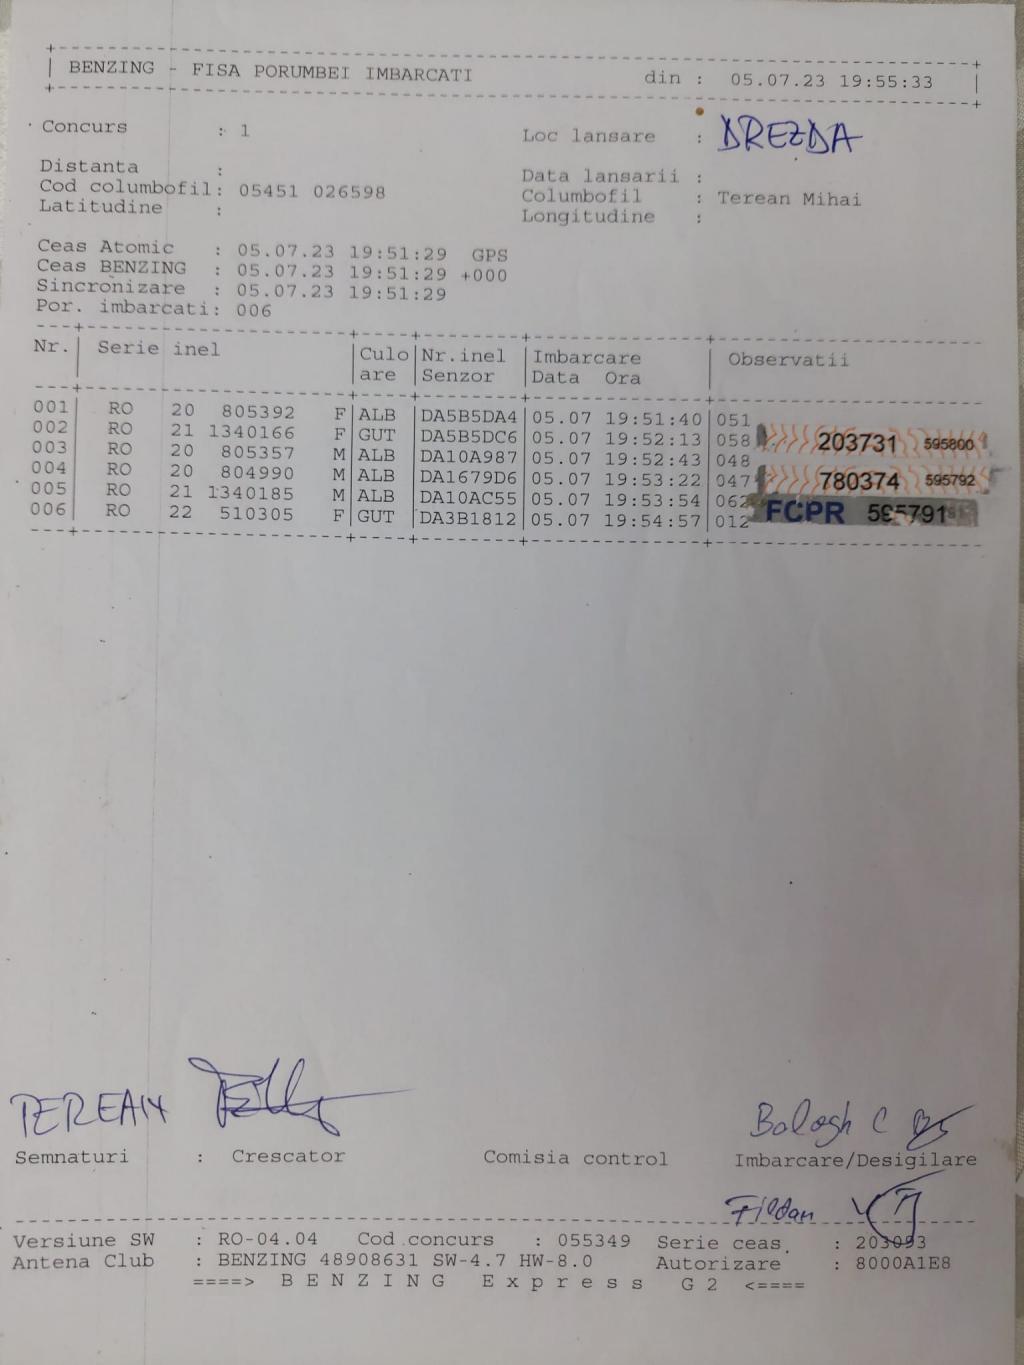 BENZING - FISA PORUMBEI IMBARCATI din : 05.07.23 19:55:33
Concurs : 1 Loc lansare : DREZDA
Distanta : Data lansarii :
Cod columbofil: 05451 026598 Columbofil : Terean Mihai
Latitudine : Longitudine :
Ceas Atomic : 05.07.23 19:51:29 GPS
Ceas BENZING : 05.07.23 19:51:29 +000
Sincronizare : 05.07.23 19:51:29
Por. imbarcati: 006
Nr. Serie inel Culo Nr.inel Imbarcare Observatii
are Senzor Data Ora
001 RO 20 805392 F ALB DA5B5DA4 05.07 19:51:40 051
002 RO 21 1340166 F GUT DA5B5DC6 05.07 19:52:13 058 203731 595800
003 RO 20 805357 M ALB DA10A987 05.07 19:52:43 048
004 RO 20 804990 M ALB DA1679D6 05.07 19:53:22 047 780374 595792
005 RO 21 1340185 M ALB DA10AC55 05.07 19:53:54 062
006 RO 22 510305 F GUT DA3B1812 05.07 19:54:57 012 FCPR 595791
TEREAN Balogh C
Semnaturi : Crescator Comisia control Imbarcare/Desigilare
Versiune SW : RO-04.04 Cod concurs : 055349 Serie ceas : 203093
Antena Club : BENZING 48908631 SW-4.7 HW-8.0 Autorizare : 8000A1E8
====> B E N Z I N G E x p r e s s G 2 <====